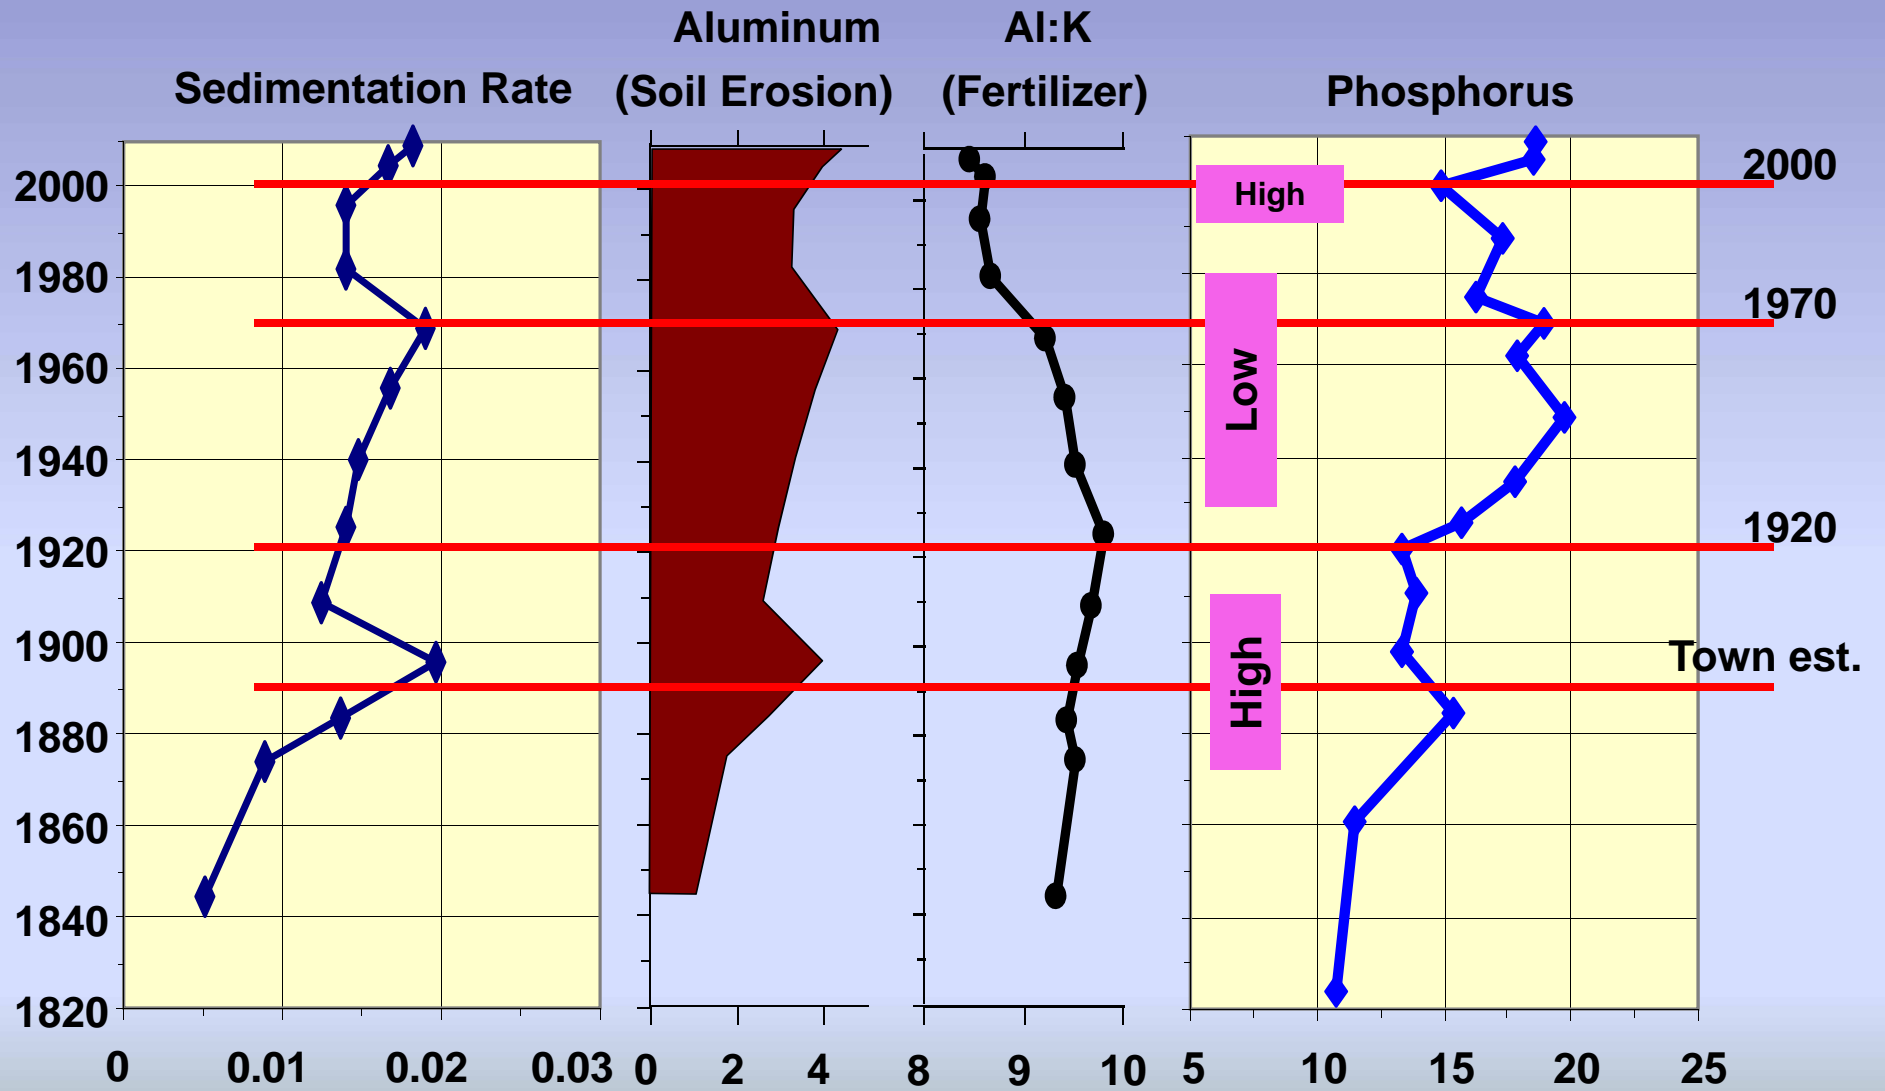 Aluminum
Al:K
Sedimentation Rate
(Soil Erosion)
(Fertilizer)
Phosphorus
2000
1980
1960
1940
1920
1900
1880
1860
1840
1820
0
0.01
0.02
0.03
0
2
4
8
9
10
High
Low
High
5
10
15
20
25
2000
1970
1920
Town est.